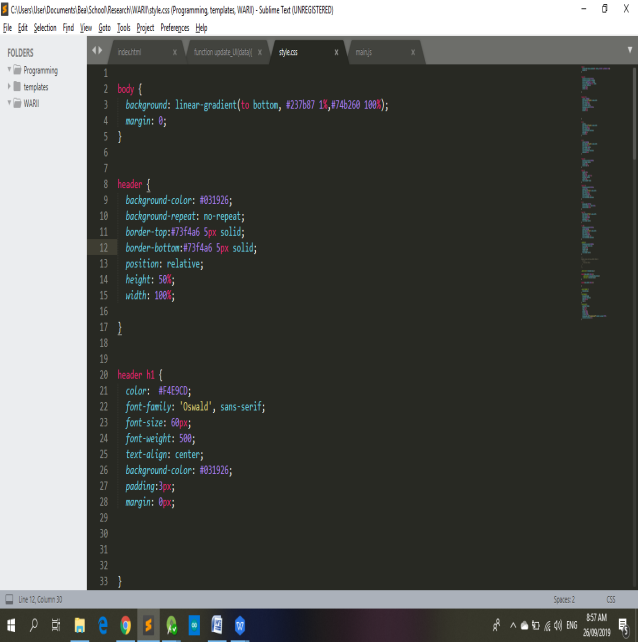 C:\Users\User\Documents\Bea\School\Research\WARII\style.css (Programming, templates, WARII) - Sublime Text (UNREGISTERED)
File Edit Selection Find View Goto Tools Project Preferences Help
FOLDERS
Programming
templates
WARII
index.html x function update_UI(data){ x style.css x main.js x
1
2 body {
3 background: linear-gradient(to bottom, #237b87 1%,#74b260 100%);
4 margin: 0;
5 }
6
7
8 header {
9 background-color: #031926;
10 background-repeat: no-repeat;
11 border-top:#73f4a6 5px solid;
12 border-bottom:#73f4a6 5px solid;
13 position: relative;
14 height: 50%;
15 width: 100%;
16
17 }
18
19
20 header h1 {
21 color: #F4E9CD;
22 font-family: 'Oswald', sans-serif;
23 font-size: 60px;
24 font-weight: 500;
25 text-align: center;
26 background-color: #031926;
27 padding:3px;
28 margin: 0px;
29
30
31
32
33 }
Line 12, Column 30 Spaces: 2 CSS
ENG 8:57 AM
26/09/2019